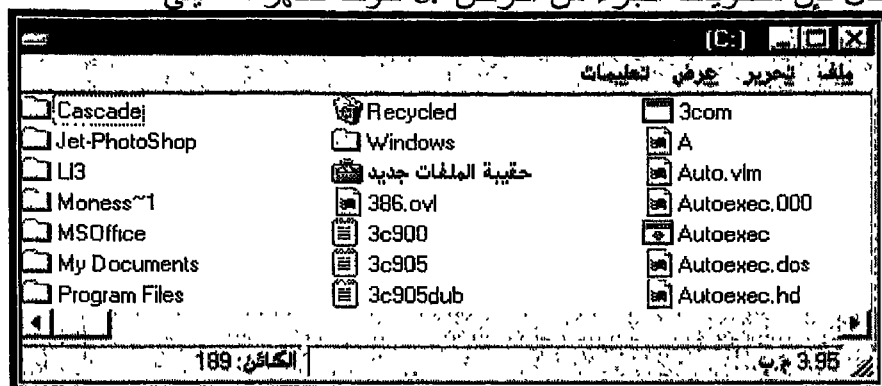 (C:)
ملف تحرير عرض تعليمات
Cascade Recycled 3com
Jet-PhotoShop Windows A
LI3 حقيبة الملفات جديد Auto.vlm
Moness~1 386.ovl Autoexec.000
MSOffice 3c900 Autoexec
My Documents 3c905 Autoexec.dos
Program Files 3c905dub Autoexec.hd
الكائن: 189 3.95 م.ب